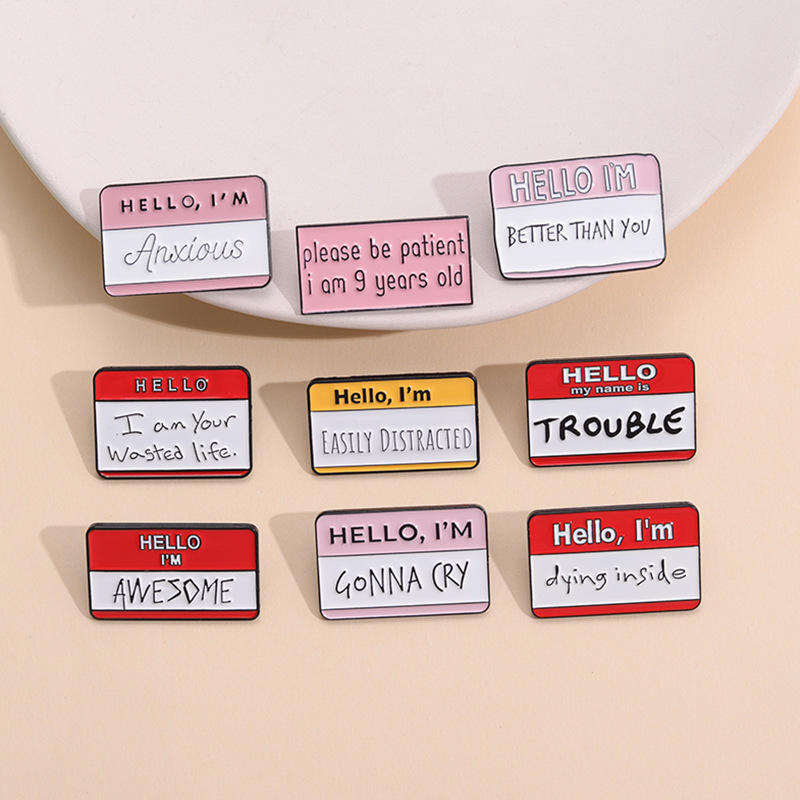 HELLO, I'M
Anxious
please be patient
i am 9 years old
HELLO I'M
BETTER THAN YOU
HELLO
I am Your
Wasted life.
Hello, I'm
EASILY DISTRACTED
HELLO
my name is
TROUBLE
HELLO
I'M
AWESOME
HELLO, I'M
GONNA CRY
Hello, I'm
dying inside